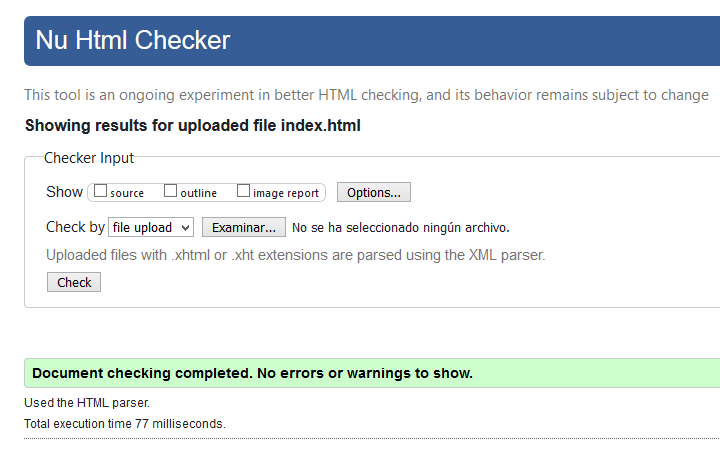 Nu Html Checker
This tool is an ongoing experiment in better HTML checking, and its behavior remains subject to change
Showing results for uploaded file index.html
Checker Input
Show source outline image report Options...
Check by file upload Examinar... No se ha seleccionado ningún archivo.
Uploaded files with .xhtml or .xht extensions are parsed using the XML parser.
Check
Document checking completed. No errors or warnings to show.
Used the HTML parser.
Total execution time 77 milliseconds.